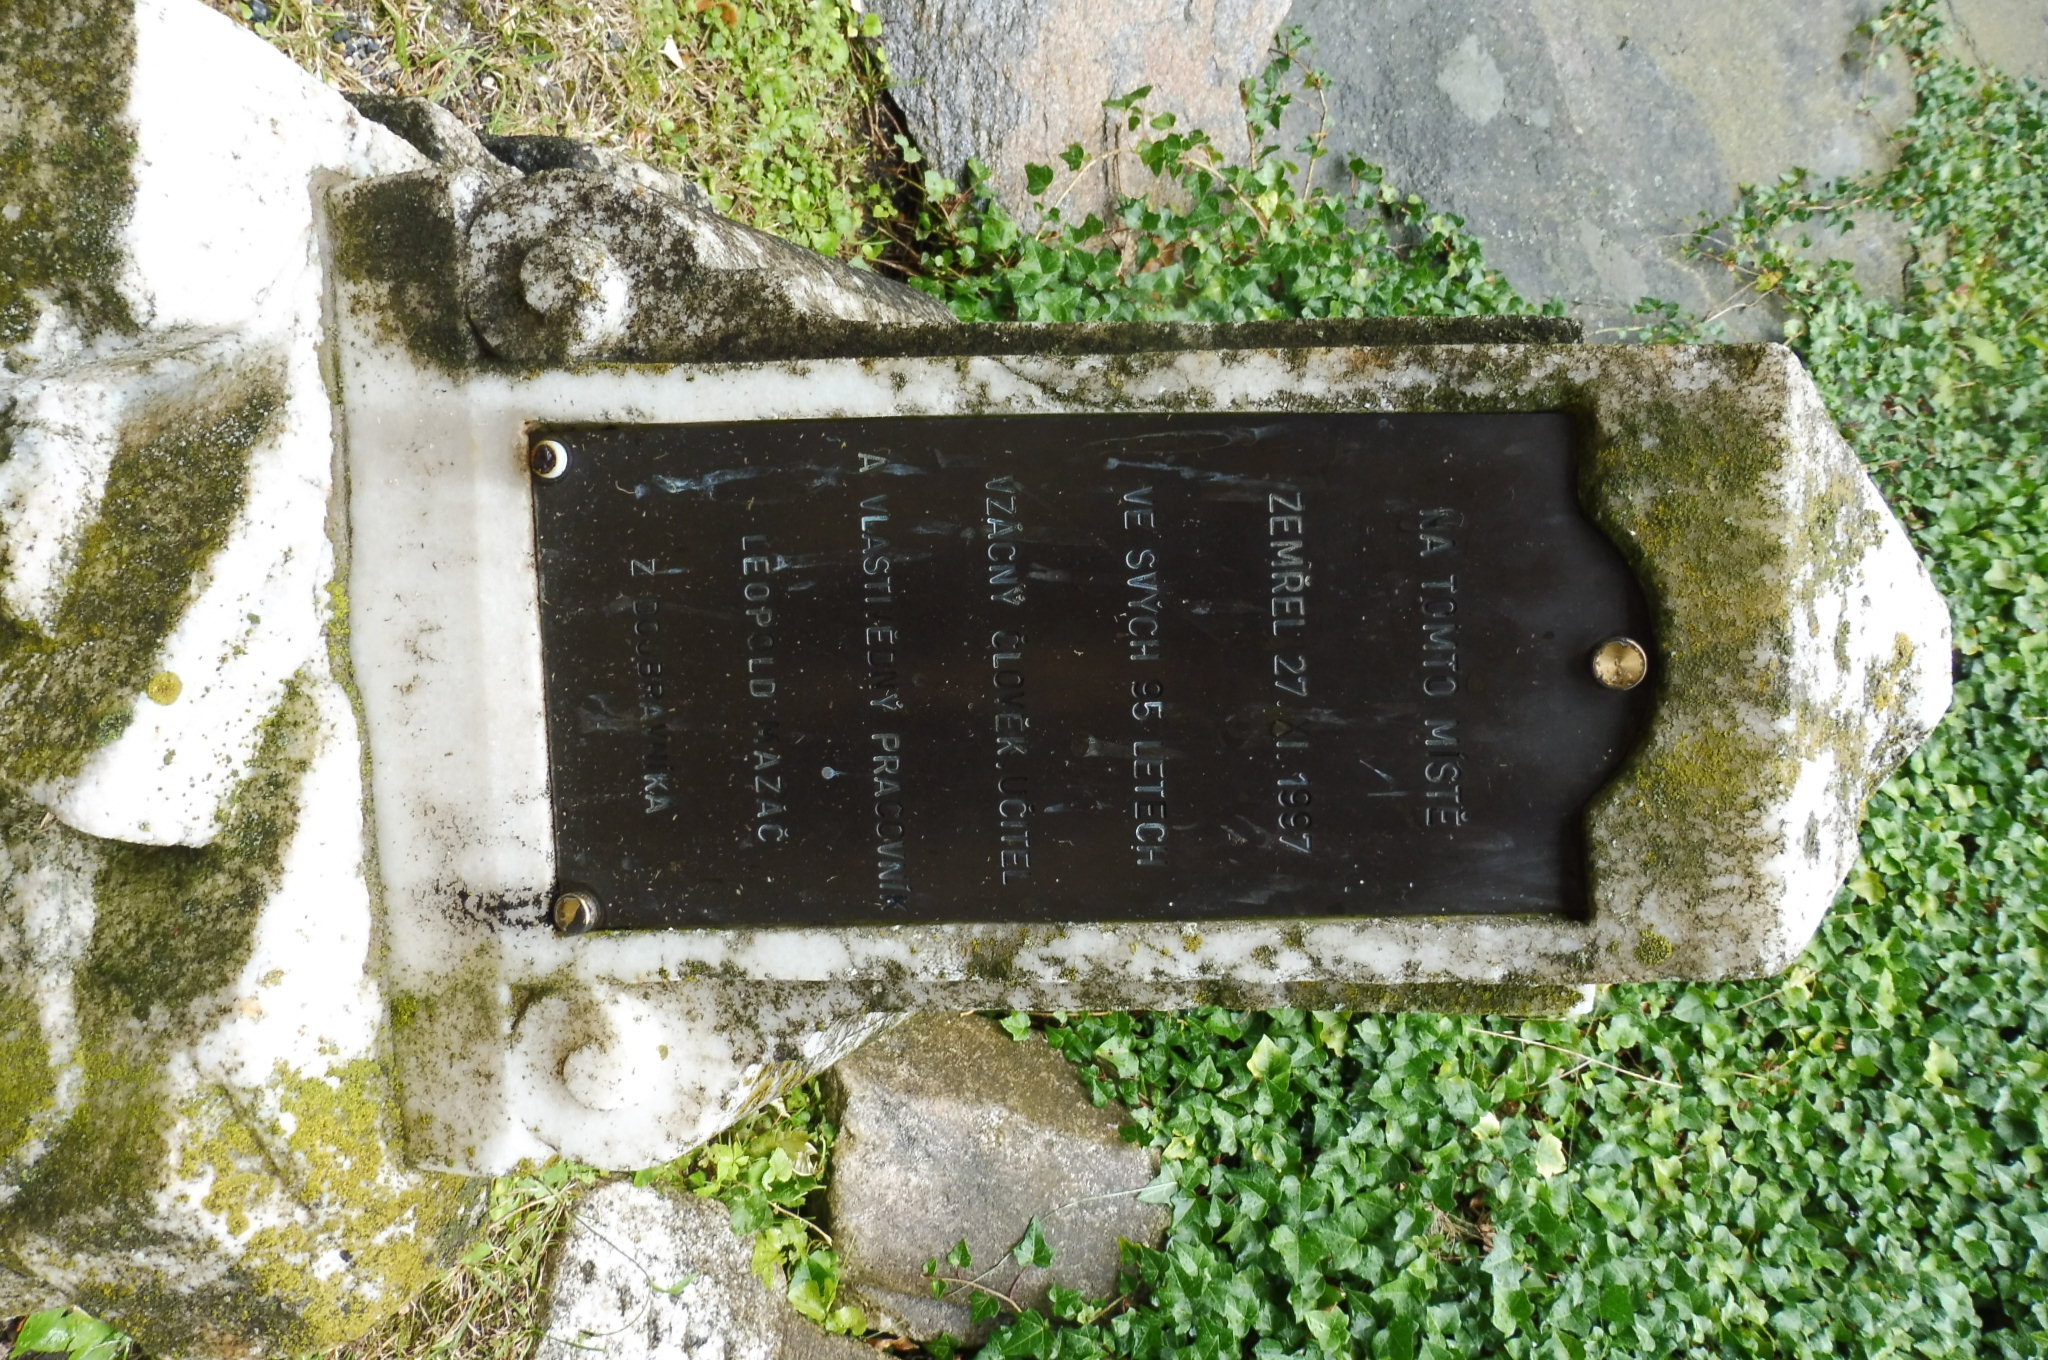 NA TOMTO MÍSTĚ
ZEMŘEL 27. XI. 1997
VE SVÝCH 95 LETECH
VZÁCNÝ ČLOVĚK, UČITEL
A VLASTIVĚDNÝ PRACOVNÍK
LEOPOLD MAZÁČ
Z DOUBRAVNÍKA